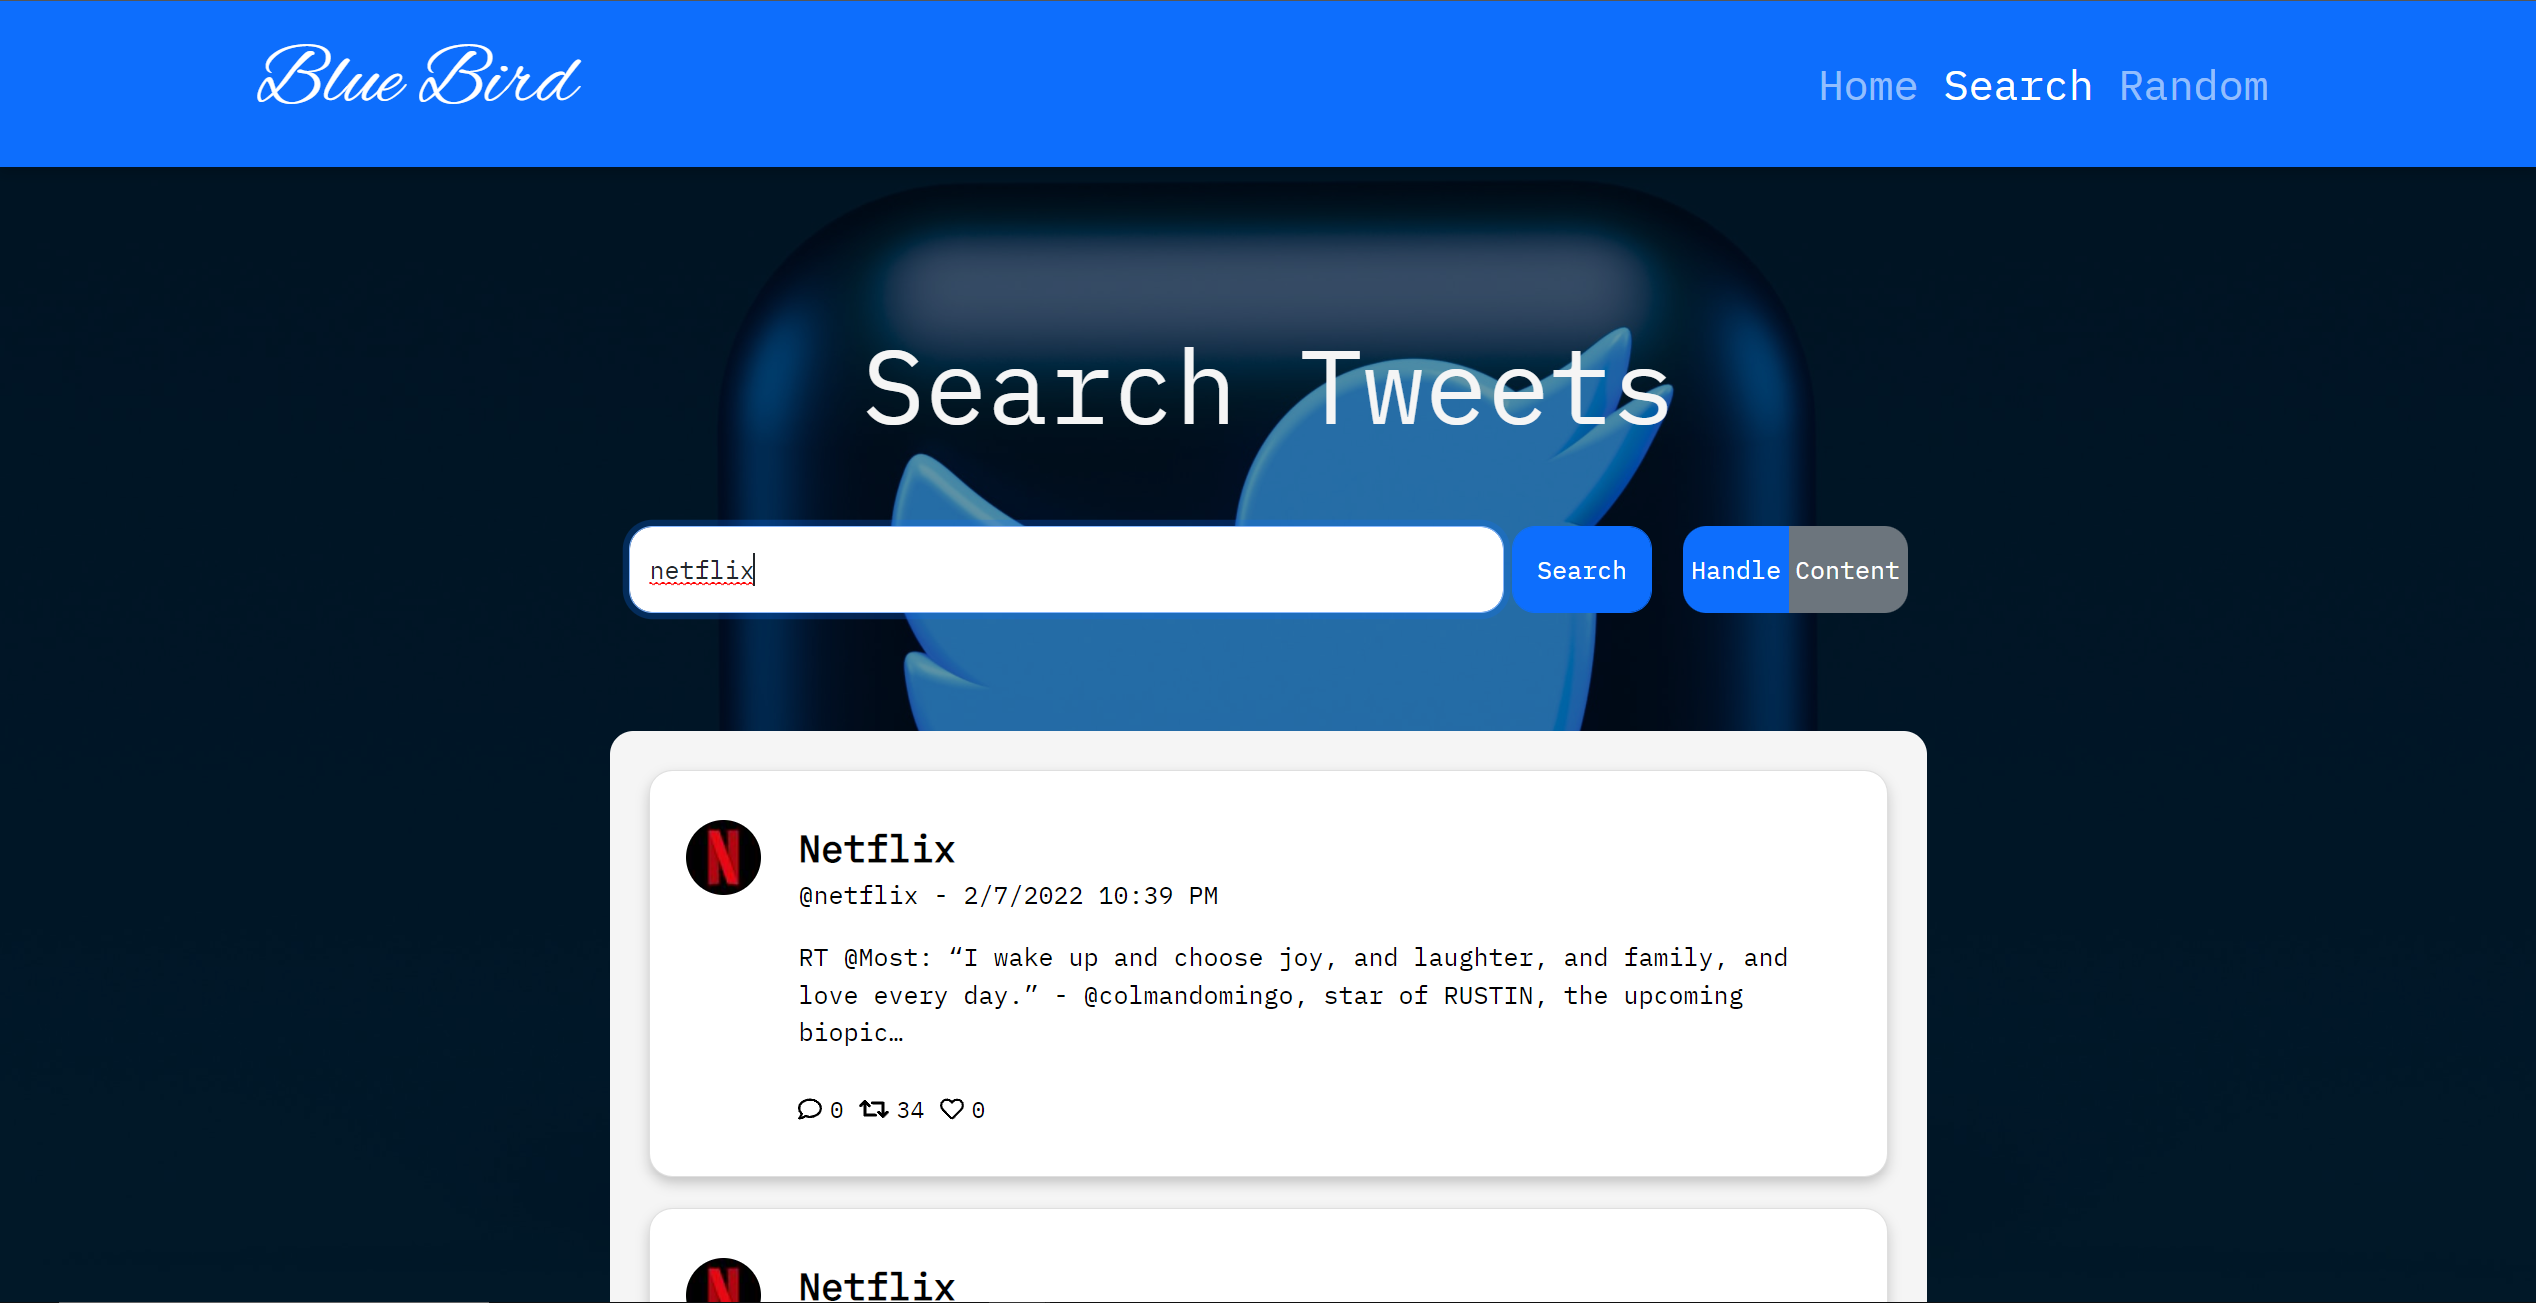 Blue Bird
Home Search Random
Search Tweets
netflix
Search
Handle Content
Netflix
@netflix - 2/7/2022 10:39 PM
RT @Most: “I wake up and choose joy, and laughter, and family, and
love every day.” - @colmandomingo, star of RUSTIN, the upcoming
biopic…
0 34 0
Netflix